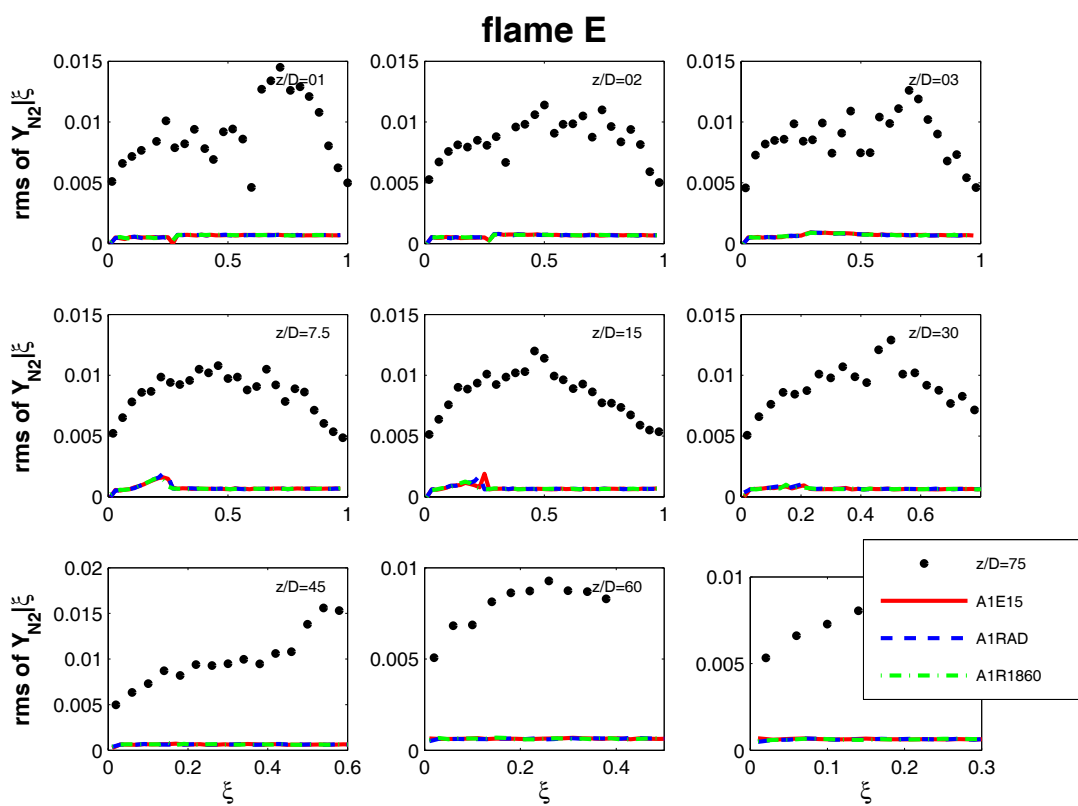 flame E
rms of Y_N2|ξ
0.015
0.01
0.005
0
0 0.5 1
z/D=01
0.015
0.01
0.005
0
0 0.5 1
z/D=02
0.015
0.01
0.005
0
0 0.5 1
z/D=03
rms of Y_N2|ξ
0.015
0.01
0.005
0
0 0.5 1
z/D=7.5
0.015
0.01
0.005
0
0 0.5 1
z/D=15
0.015
0.01
0.005
0
0 0.2 0.4 0.6
z/D=30
rms of Y_N2|ξ
0.02
0.015
0.01
0.005
0
0 0.2 0.4 0.6
z/D=45
ξ
0.01
0.005
0
0 0.2 0.4
z/D=60
ξ
0.01
0.005
0
0 0.1 0.2 0.3
ξ
z/D=75
A1E15
A1RAD
A1R1860